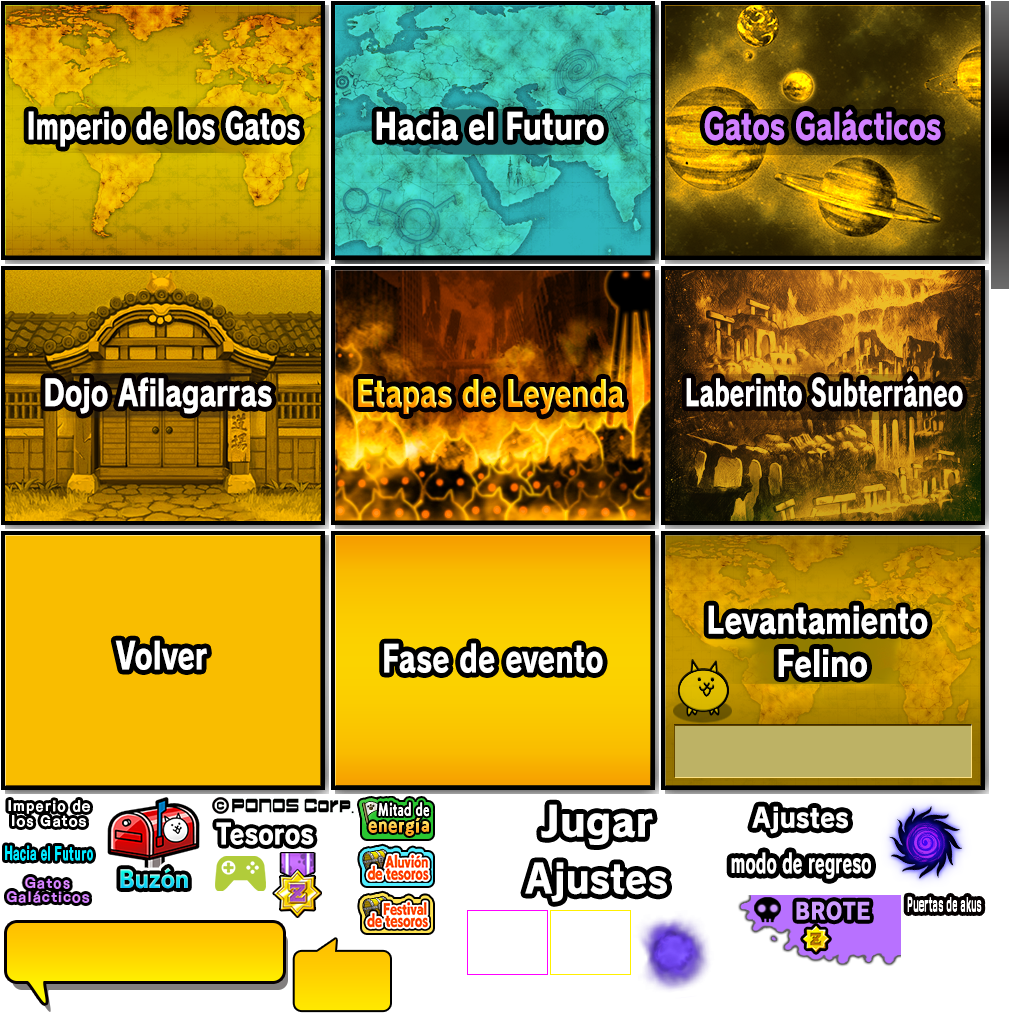 Imperio de los Gatos
Hacia el Futuro
Gatos Galácticos
Dojo Afilagarras
Etapas de Leyenda
Laberinto Subterráneo
Volver
Fase de evento
Levantamiento
Felino
Imperio de
los Gatos
Hacia el Futuro
Gatos
Galácticos
Buzón
© PONOS Corp.
Tesoros
Z
Mitad de
energía
Aluvión
de tesoros
Festival
de tesoros
Jugar
Ajustes
Ajustes
modo de regreso
BROTE
Z
Puertas de akus